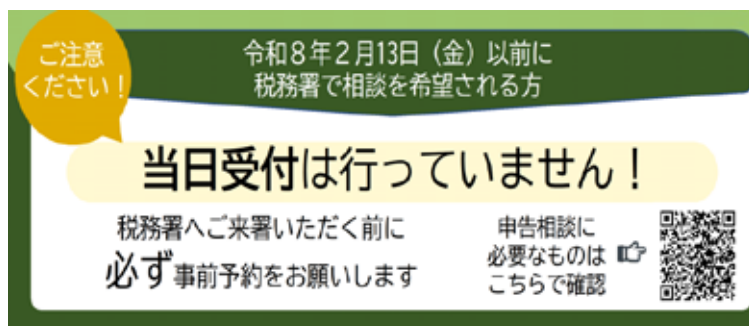 ご注意
ください！
令和８年２月13日（金）以前に
税務署で相談を希望される方
当日受付は行っていません！
税務署へご来署いただく前に
必ず事前予約をお願いします
申告相談に
必要なものは
こちらで確認